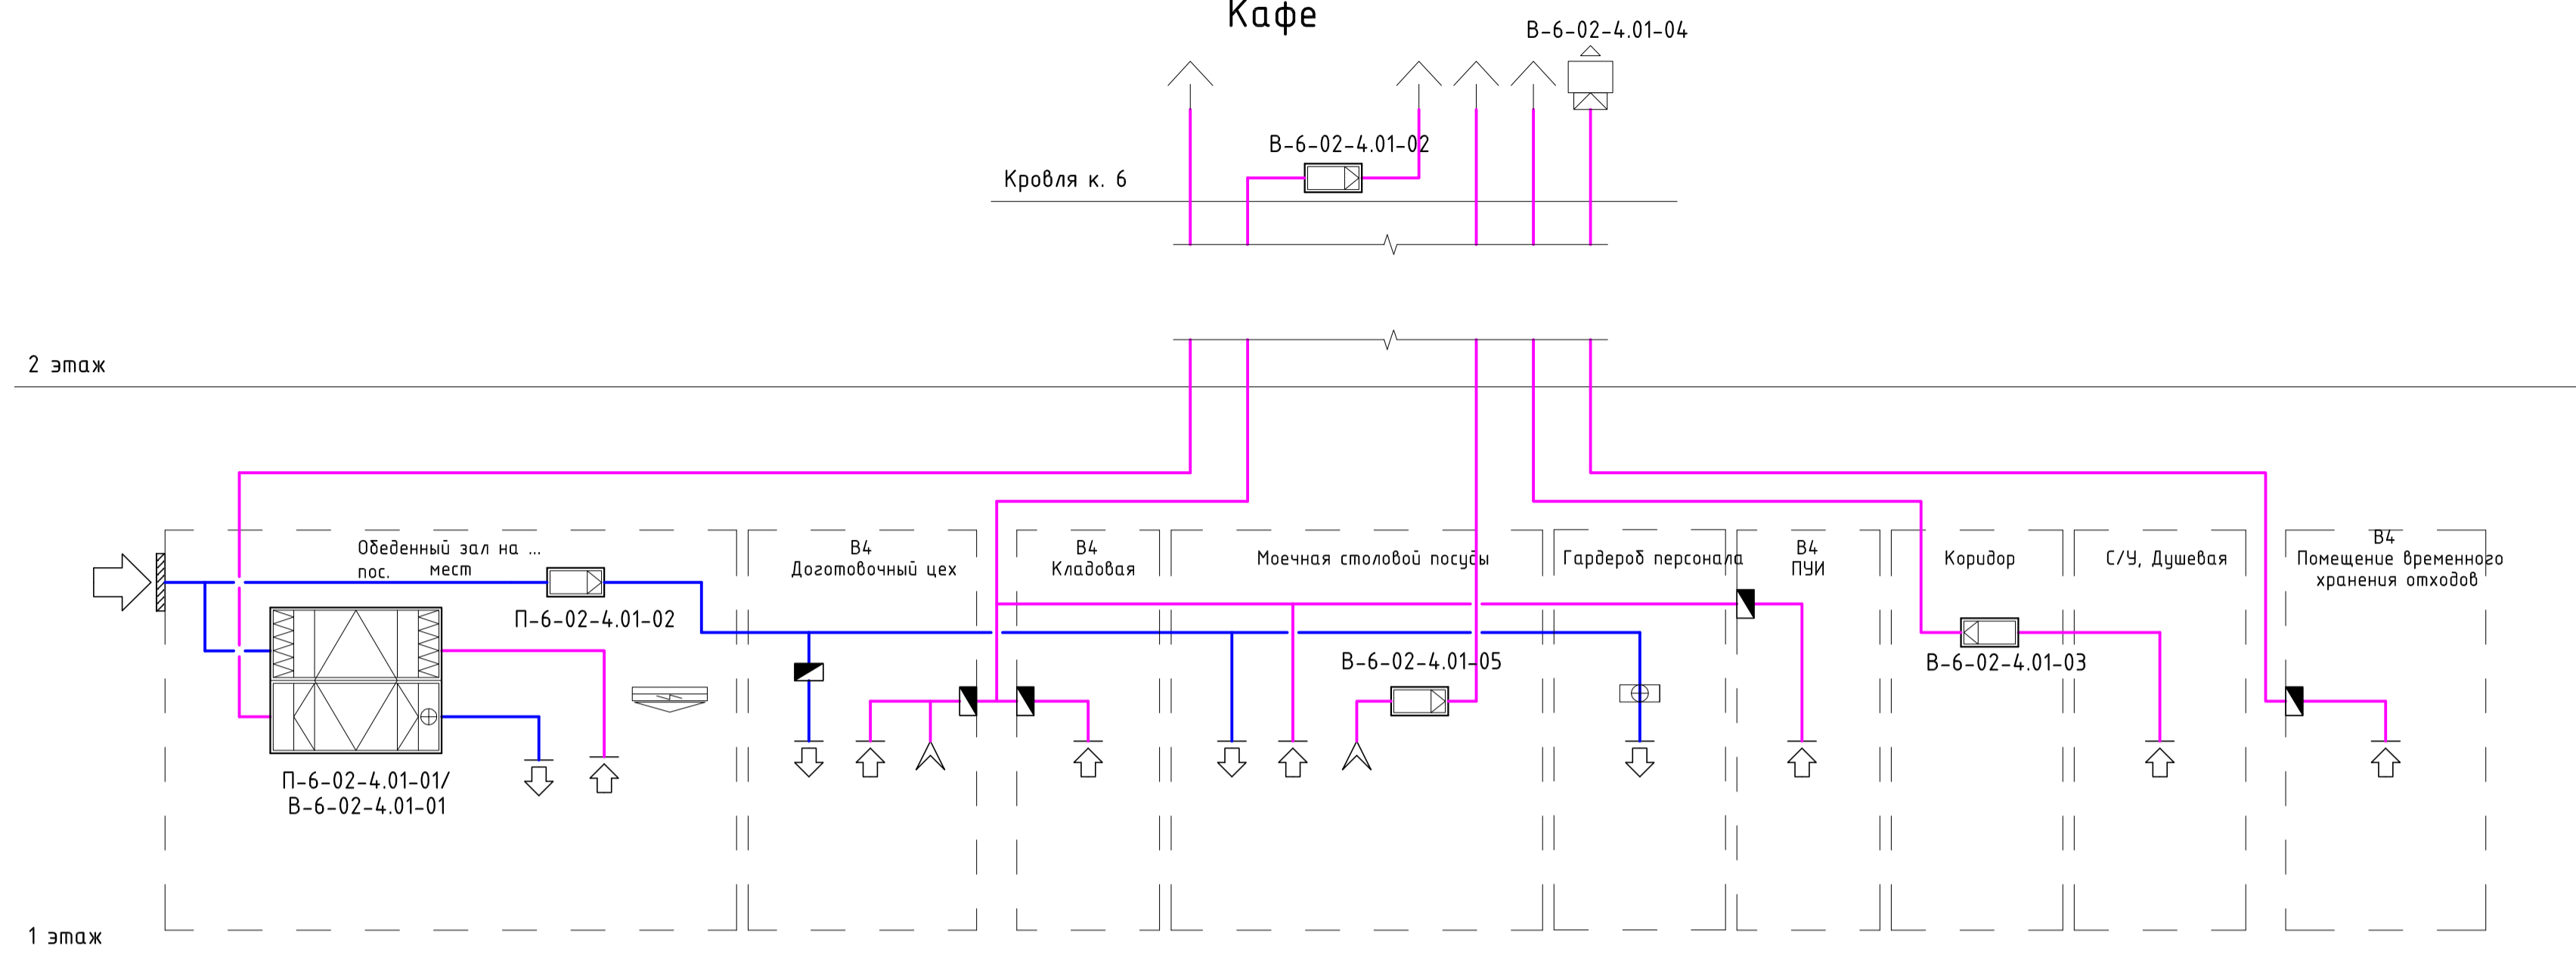 Кафе
В-6-02-4.01-04
В-6-02-4.01-02
Кровля к. 6
2 этаж
Обеденный зал на ...
пос. мест
В4
Доготовочный цех
В4
Кладовая
Моечная столовой посуды
Гардероб персонала
В4
ПУИ
Коридор
С/У, Душевая
В4
Помещение временного
хранения отходов
П-6-02-4.01-02
В-6-02-4.01-05
В-6-02-4.01-03
П-6-02-4.01-01/
В-6-02-4.01-01
1 этаж